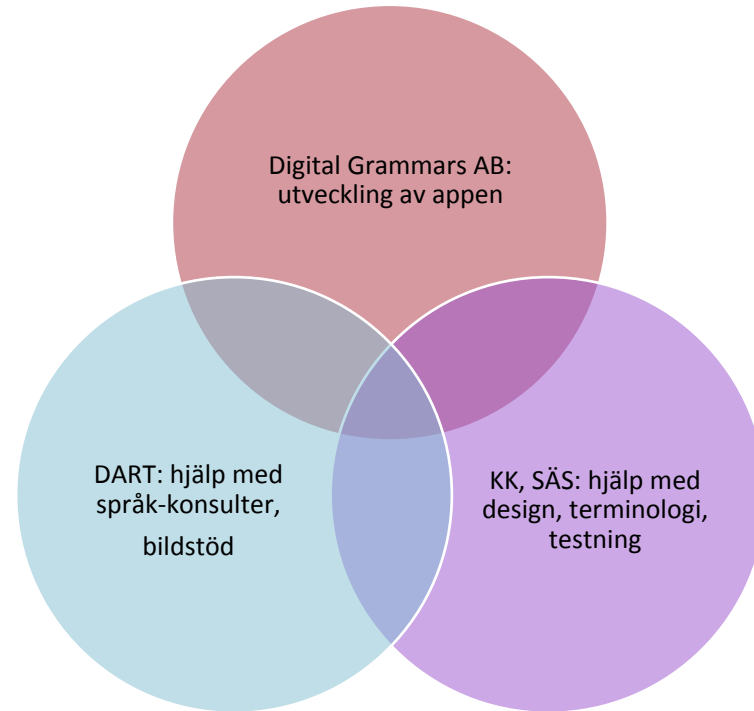 Digital Grammars AB:
utveckling av appen
DART: hjälp med
språk-konsulter,
bildstöd
KK, SÄS: hjälp med
design, terminologi,
testning